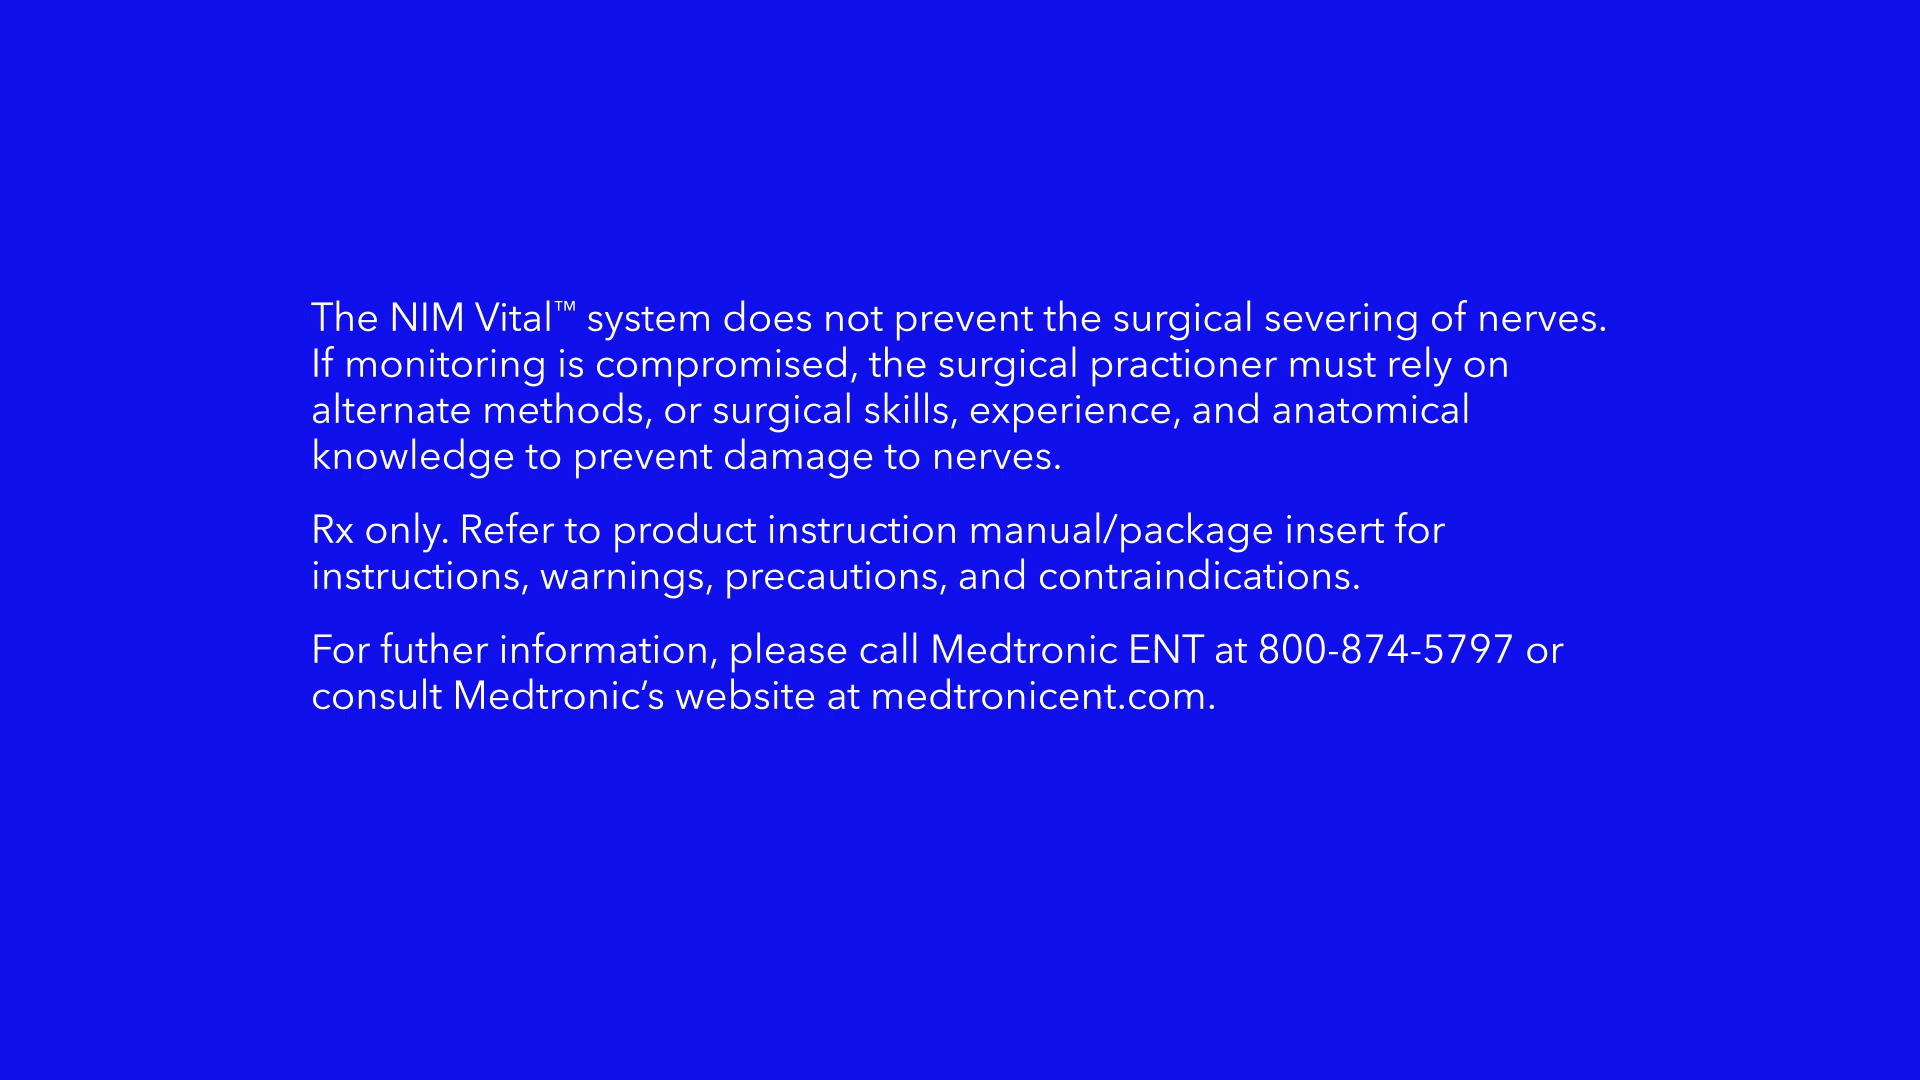 The NIM Vital™ system does not prevent the surgical severing of nerves.
If monitoring is compromised, the surgical practioner must rely on
alternate methods, or surgical skills, experience, and anatomical
knowledge to prevent damage to nerves.
Rx only. Refer to product instruction manual/package insert for
instructions, warnings, precautions, and contraindications.
For futher information, please call Medtronic ENT at 800-874-5797 or
consult Medtronic’s website at medtronicent.com.